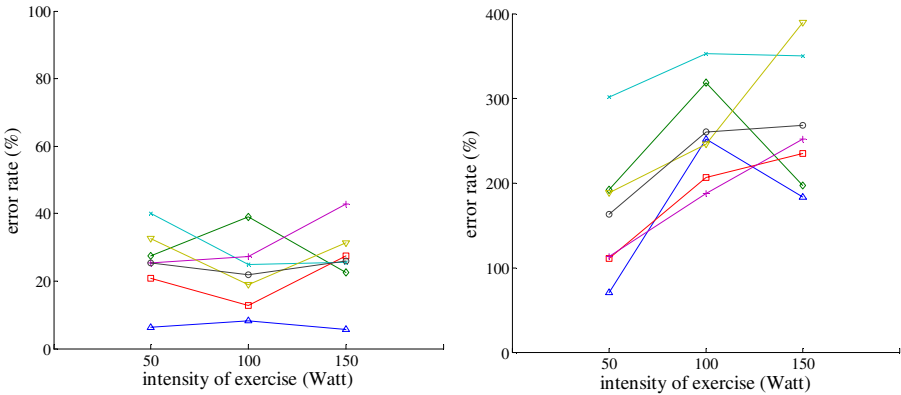 100
80
60
40
20
0
error rate (%)
50 100 150
intensity of exercise (Watt)
400
300
200
100
0
error rate (%)
50 100 150
intensity of exercise (Watt)